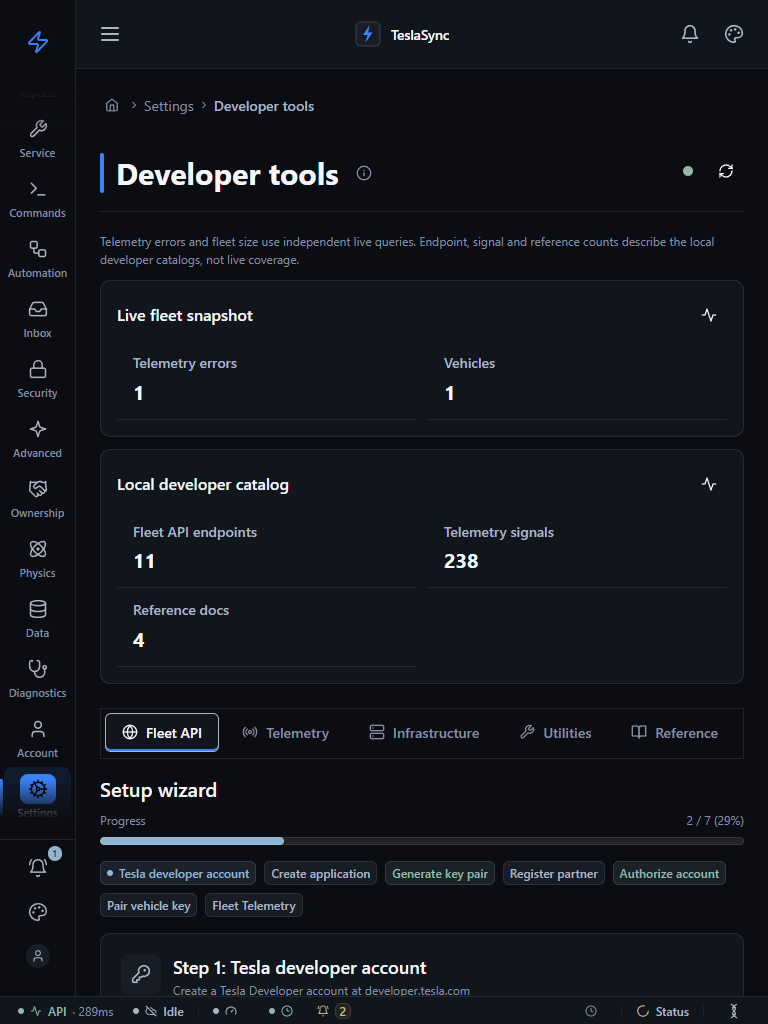 TeslaSync
Reports
Service
Commands
Automation
Inbox
Security
Advanced
Ownership
Physics
Data
Diagnostics
Account
Settings
1
Settings
Developer tools
Developer tools
Telemetry errors and fleet size use independent live queries. Endpoint, signal and reference counts describe the local
developer catalogs, not live coverage.
Live fleet snapshot
Telemetry errors
1
Vehicles
1
Local developer catalog
Fleet API endpoints
11
Telemetry signals
238
Reference docs
4
Fleet API
Telemetry
Infrastructure
Utilities
Reference
Setup wizard
Progress
2 / 7 (29%)
Tesla developer account
Create application
Generate key pair
Register partner
Authorize account
Pair vehicle key
Fleet Telemetry
Step 1: Tesla developer account
Create a Tesla Developer account at developer.tesla.com
API · 289ms
Idle
2
Status